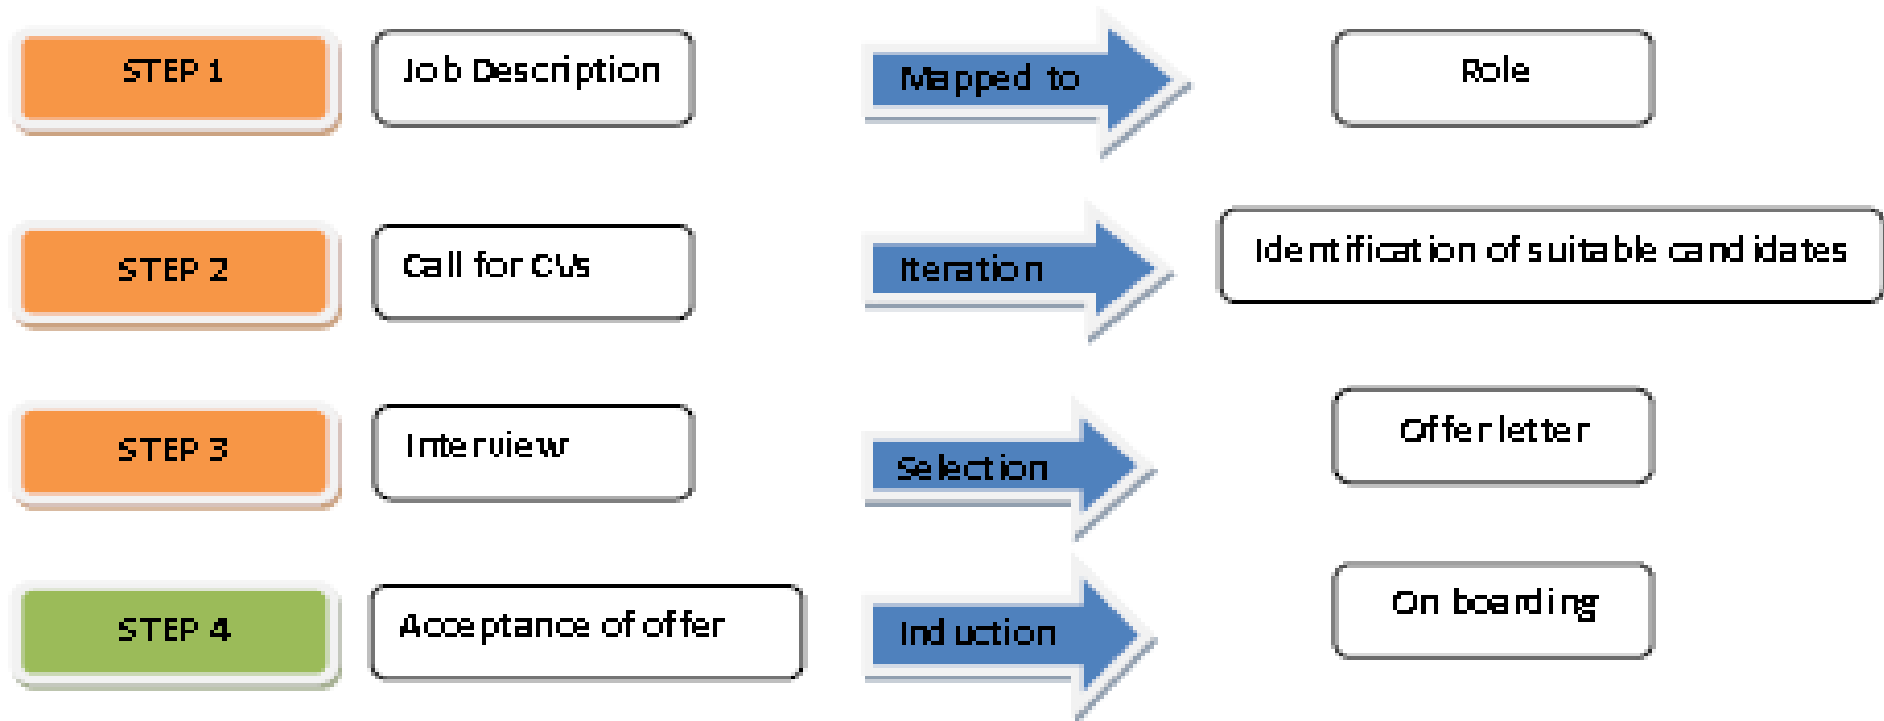 STEP 1
Job Description
Mapped to
Role
STEP 2
Call for CVs
Iteration
Identification of suitable candidates
STEP 3
Interview
Selection
Offer letter
STEP 4
Acceptance of offer
Induction
On boarding